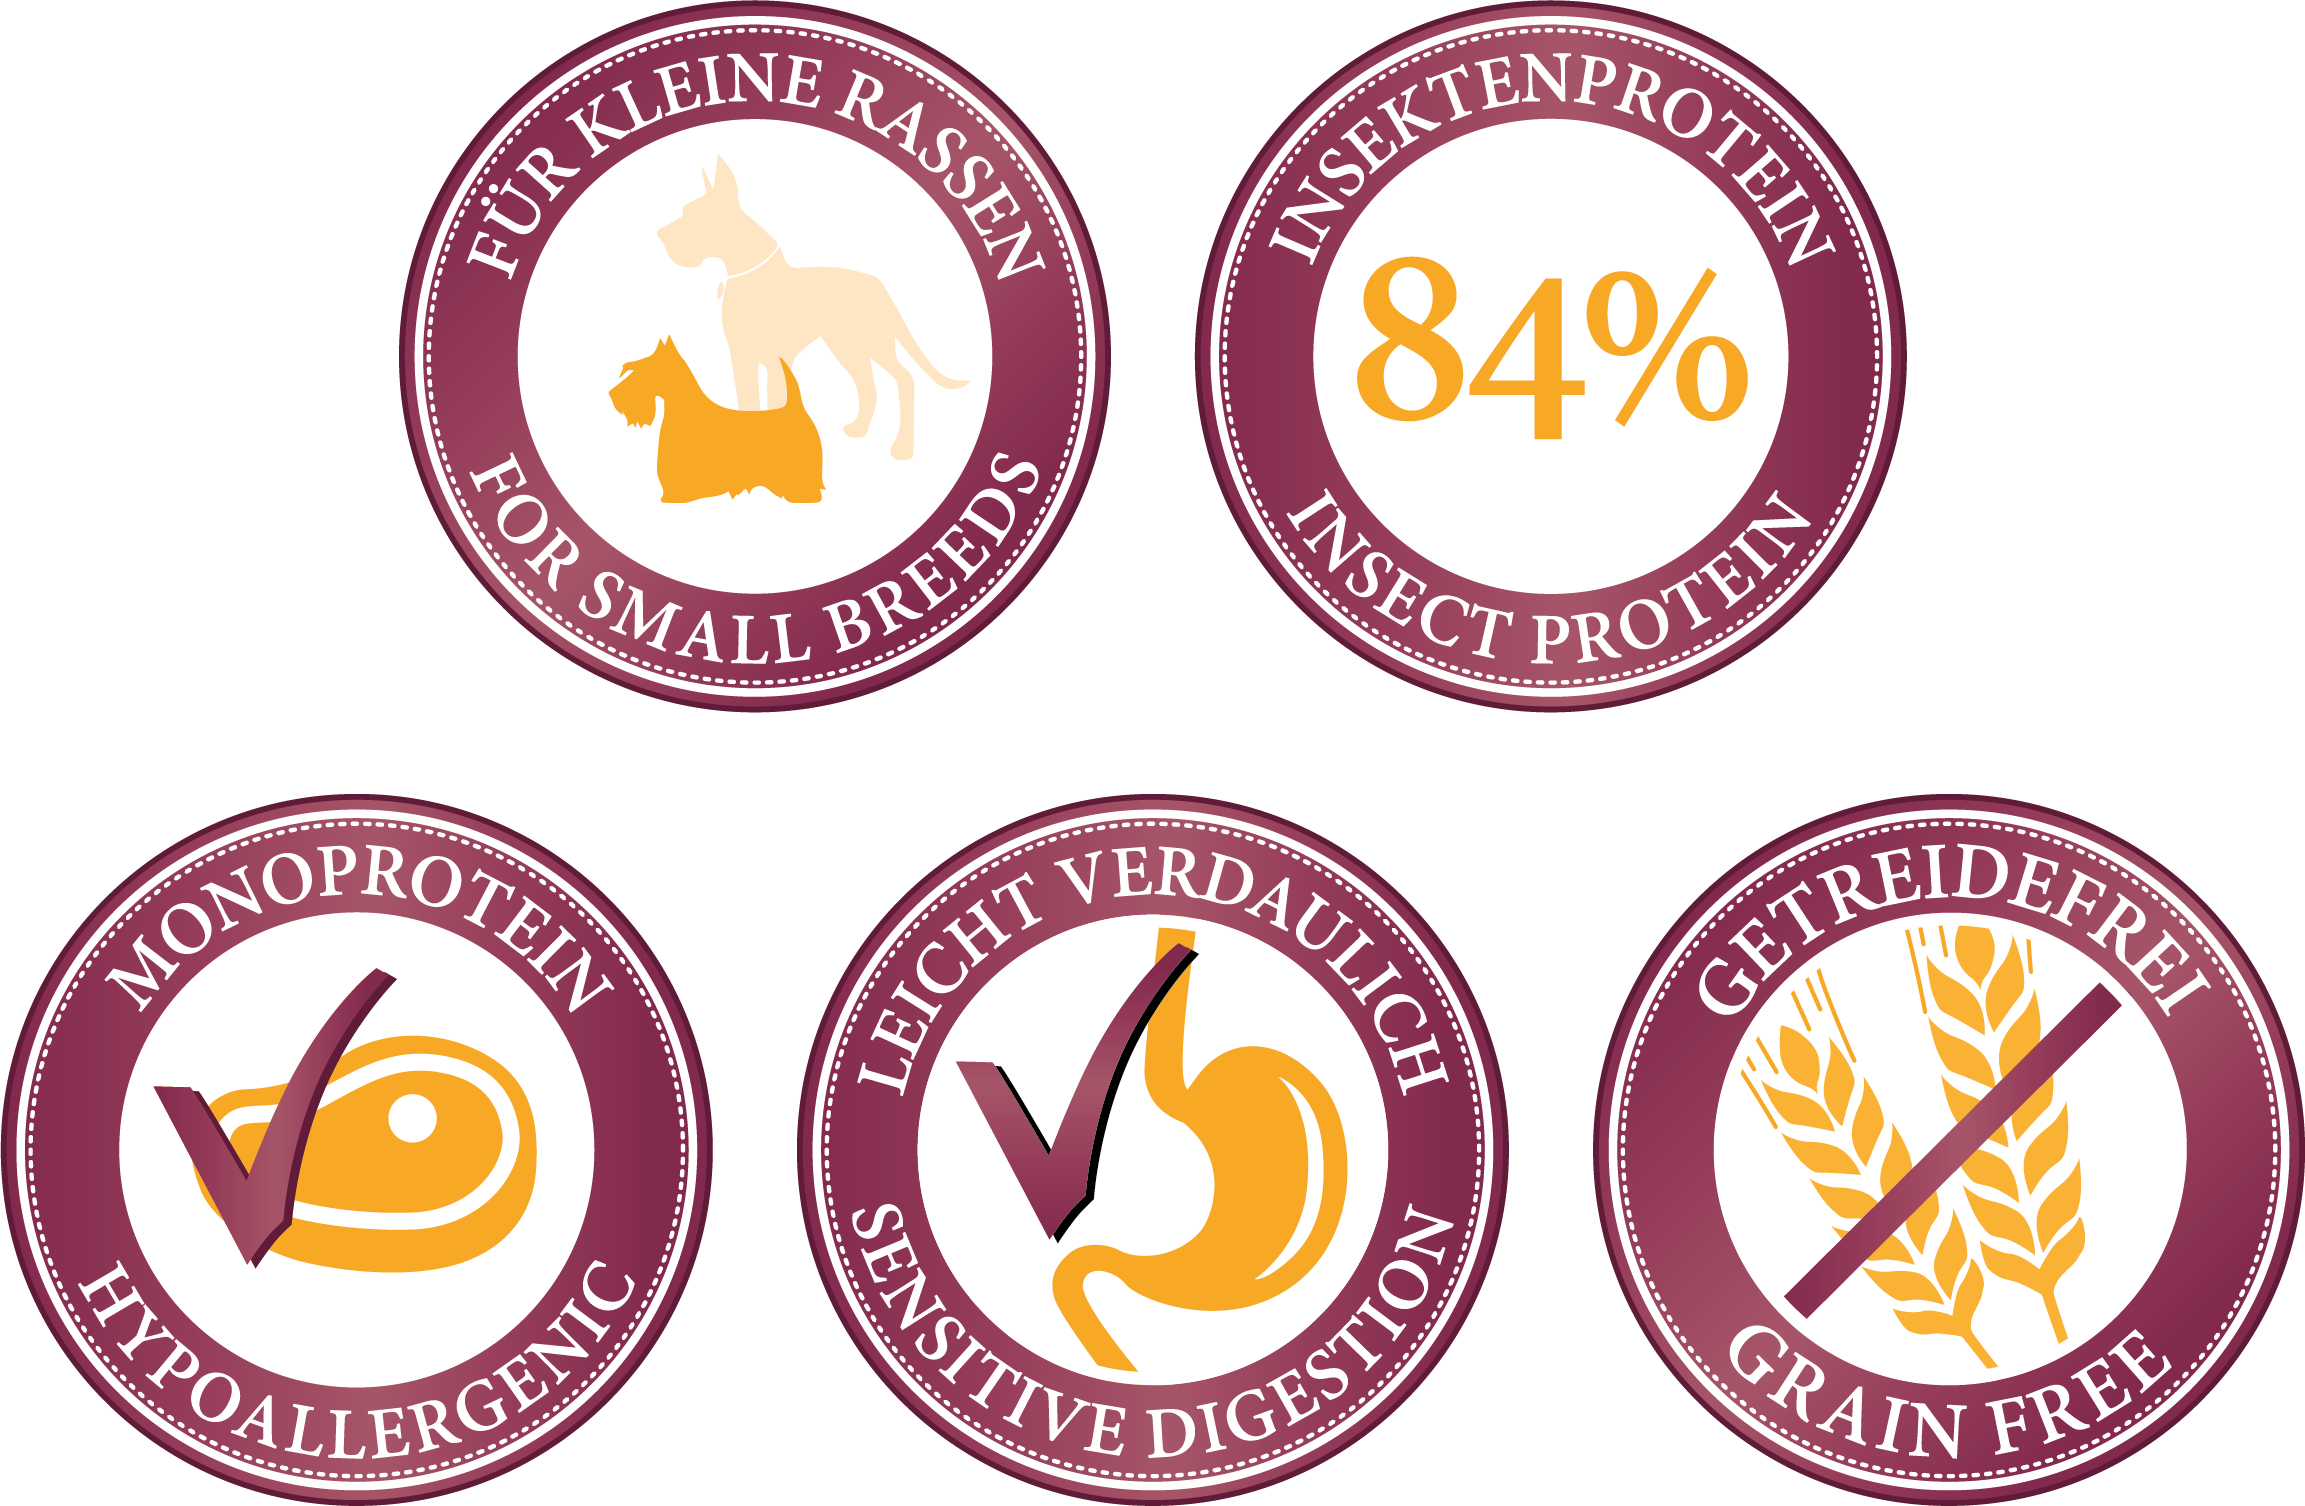 FÜR KLEINE RASSEN
FOR SMALL BREEDS
INSEKTENPROTEIN
84%
INSECT PROTEIN
MONOPROTEIN
HYPOALLERGENIC
LEICHT VERDAULICH
SENSITIVE DIGESTION
GETREIDEFREI
GRAIN FREE